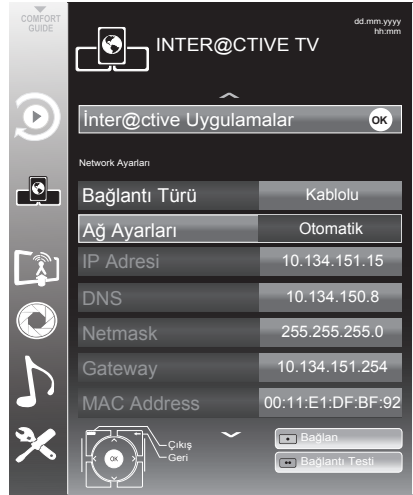 COMFORT
GUIDE
INTER@CTIVE TV
dd.mm.yyyy
hh:mm
İnter@ctive Uygulamalar OK
Network Ayarları
Bağlantı Türü Kablolu
Ağ Ayarları Otomatik
IP Adresi 10.134.151.15
DNS 10.134.150.8
Netmask 255.255.255.0
Gateway 10.134.151.254
MAC Address 00:11:E1:DF:BF:92
OK
Çıkış
Geri
Bağlan
Bağlantı Testi